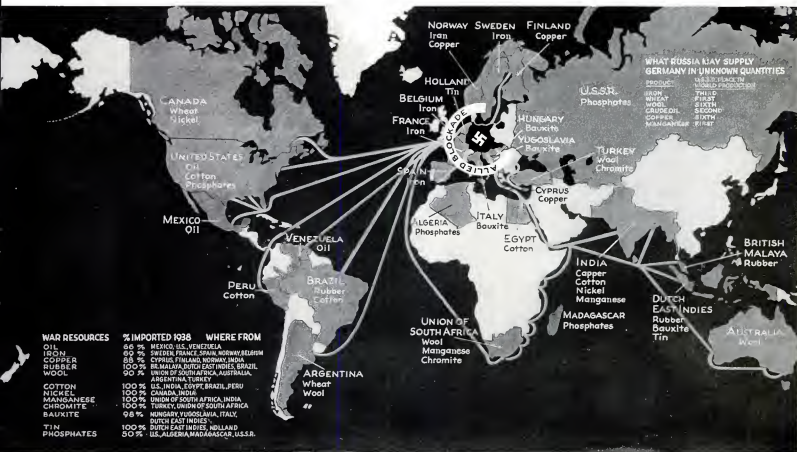 NORWAY
Iron
Copper
SWEDEN
Iron
FINLAND
Copper
HOLLAND
Tin
BELGIUM
Iron
FRANCE
Iron
ALLIED BLOCKADE
SPAIN
Iron
HUNGARY
Bauxite
YUGOSLAVIA
Bauxite
U.S.S.R.
Phosphates
WHAT RUSSIA MAY SUPPLY
GERMANY IN UNKNOWN QUANTITIES
PRODUCT
U.S.S.R. PLACE IN
WORLD PRODUCTION
IRON THIRD
WHEAT FIRST
WOOL SIXTH
CRUDE OIL SECOND
COPPER SIXTH
MANGANESE FIRST
TURKEY
Wool
Chromite
CYPRUS
Copper
CANADA
Wheat
Nickel
UNITED STATES
Oil
Cotton
Phosphates
MEXICO
Oil
VENEZUELA
Oil
PERU
Cotton
BRAZIL
Rubber
Cotton
ARGENTINA
Wheat
Wool
ALGERIA
Phosphates
ITALY
Bauxite
EGYPT
Cotton
INDIA
Copper
Cotton
Nickel
Manganese
BRITISH
MALAYA
Rubber
DUTCH
EAST INDIES
Rubber
Bauxite
Tin
MADAGASCAR
Phosphates
UNION OF
SOUTH AFRICA
Wool
Manganese
Chromite
AUSTRALIA
Wool
WAR RESOURCES % IMPORTED 1938 WHERE FROM
OIL 66 % MEXICO, U.S., VENEZUELA
IRON 69 % SWEDEN, FRANCE, SPAIN, NORWAY, BELGIUM
COPPER 88 % CYPRUS, FINLAND, NORWAY, INDIA
RUBBER 100 % BR. MALAYA, DUTCH EAST INDIES, BRAZIL
WOOL 90 % UNION OF SOUTH AFRICA, AUSTRALIA,
ARGENTINA, TURKEY
COTTON 100 % U.S., INDIA, EGYPT, BRAZIL, PERU
NICKEL 100 % CANADA, INDIA
MANGANESE 100 % UNION OF SOUTH AFRICA, INDIA
CHROMITE 100 % TURKEY, UNION OF SOUTH AFRICA
BAUXITE 98 % HUNGARY, YUGOSLAVIA, ITALY,
DUTCH EAST INDIES
TIN 100 % DUTCH EAST INDIES, HOLLAND
PHOSPHATES 50 % U.S., ALGERIA, MADAGASCAR, U.S.S.R.